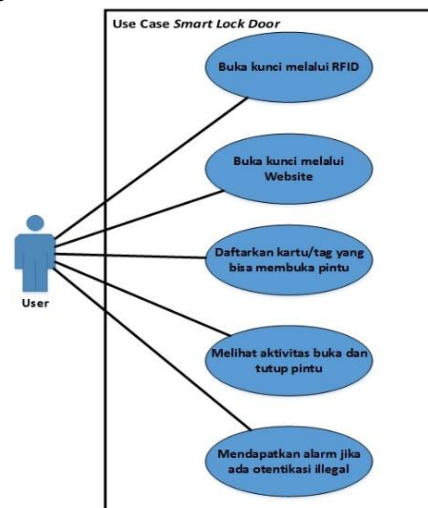 Use Case Smart Lock Door
Buka kunci melalui RFID
Buka kunci melalui
Website
Daftarkan kartu/tag yang
bisa membuka pintu
User
Melihat aktivitas buka dan
tutup pintu
Mendapatkan alarm jika
ada otentikasi illegal